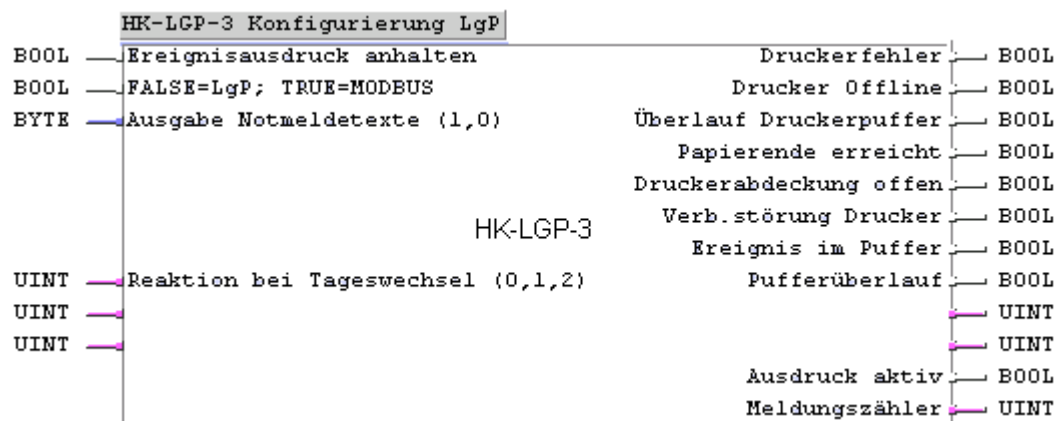 HK-LGP-3 Konfigurierung LgP
BOOL Ereignisausdruck anhalten Druckerfehler BOOL
BOOL FALSE=LgP; TRUE=MODBUS Drucker Offline BOOL
BYTE Ausgabe Notmeldetexte (1,0) Überlauf Druckerpuffer BOOL
Papierende erreicht BOOL
Druckerabdeckung offen BOOL
HK-LGP-3 Verb.störung Drucker BOOL
Ereignis im Puffer BOOL
UINT Reaktion bei Tageswechsel (0,1,2) Pufferüberlauf BOOL
UINT UINT
UINT UINT
Ausdruck aktiv BOOL
Meldungszähler UINT